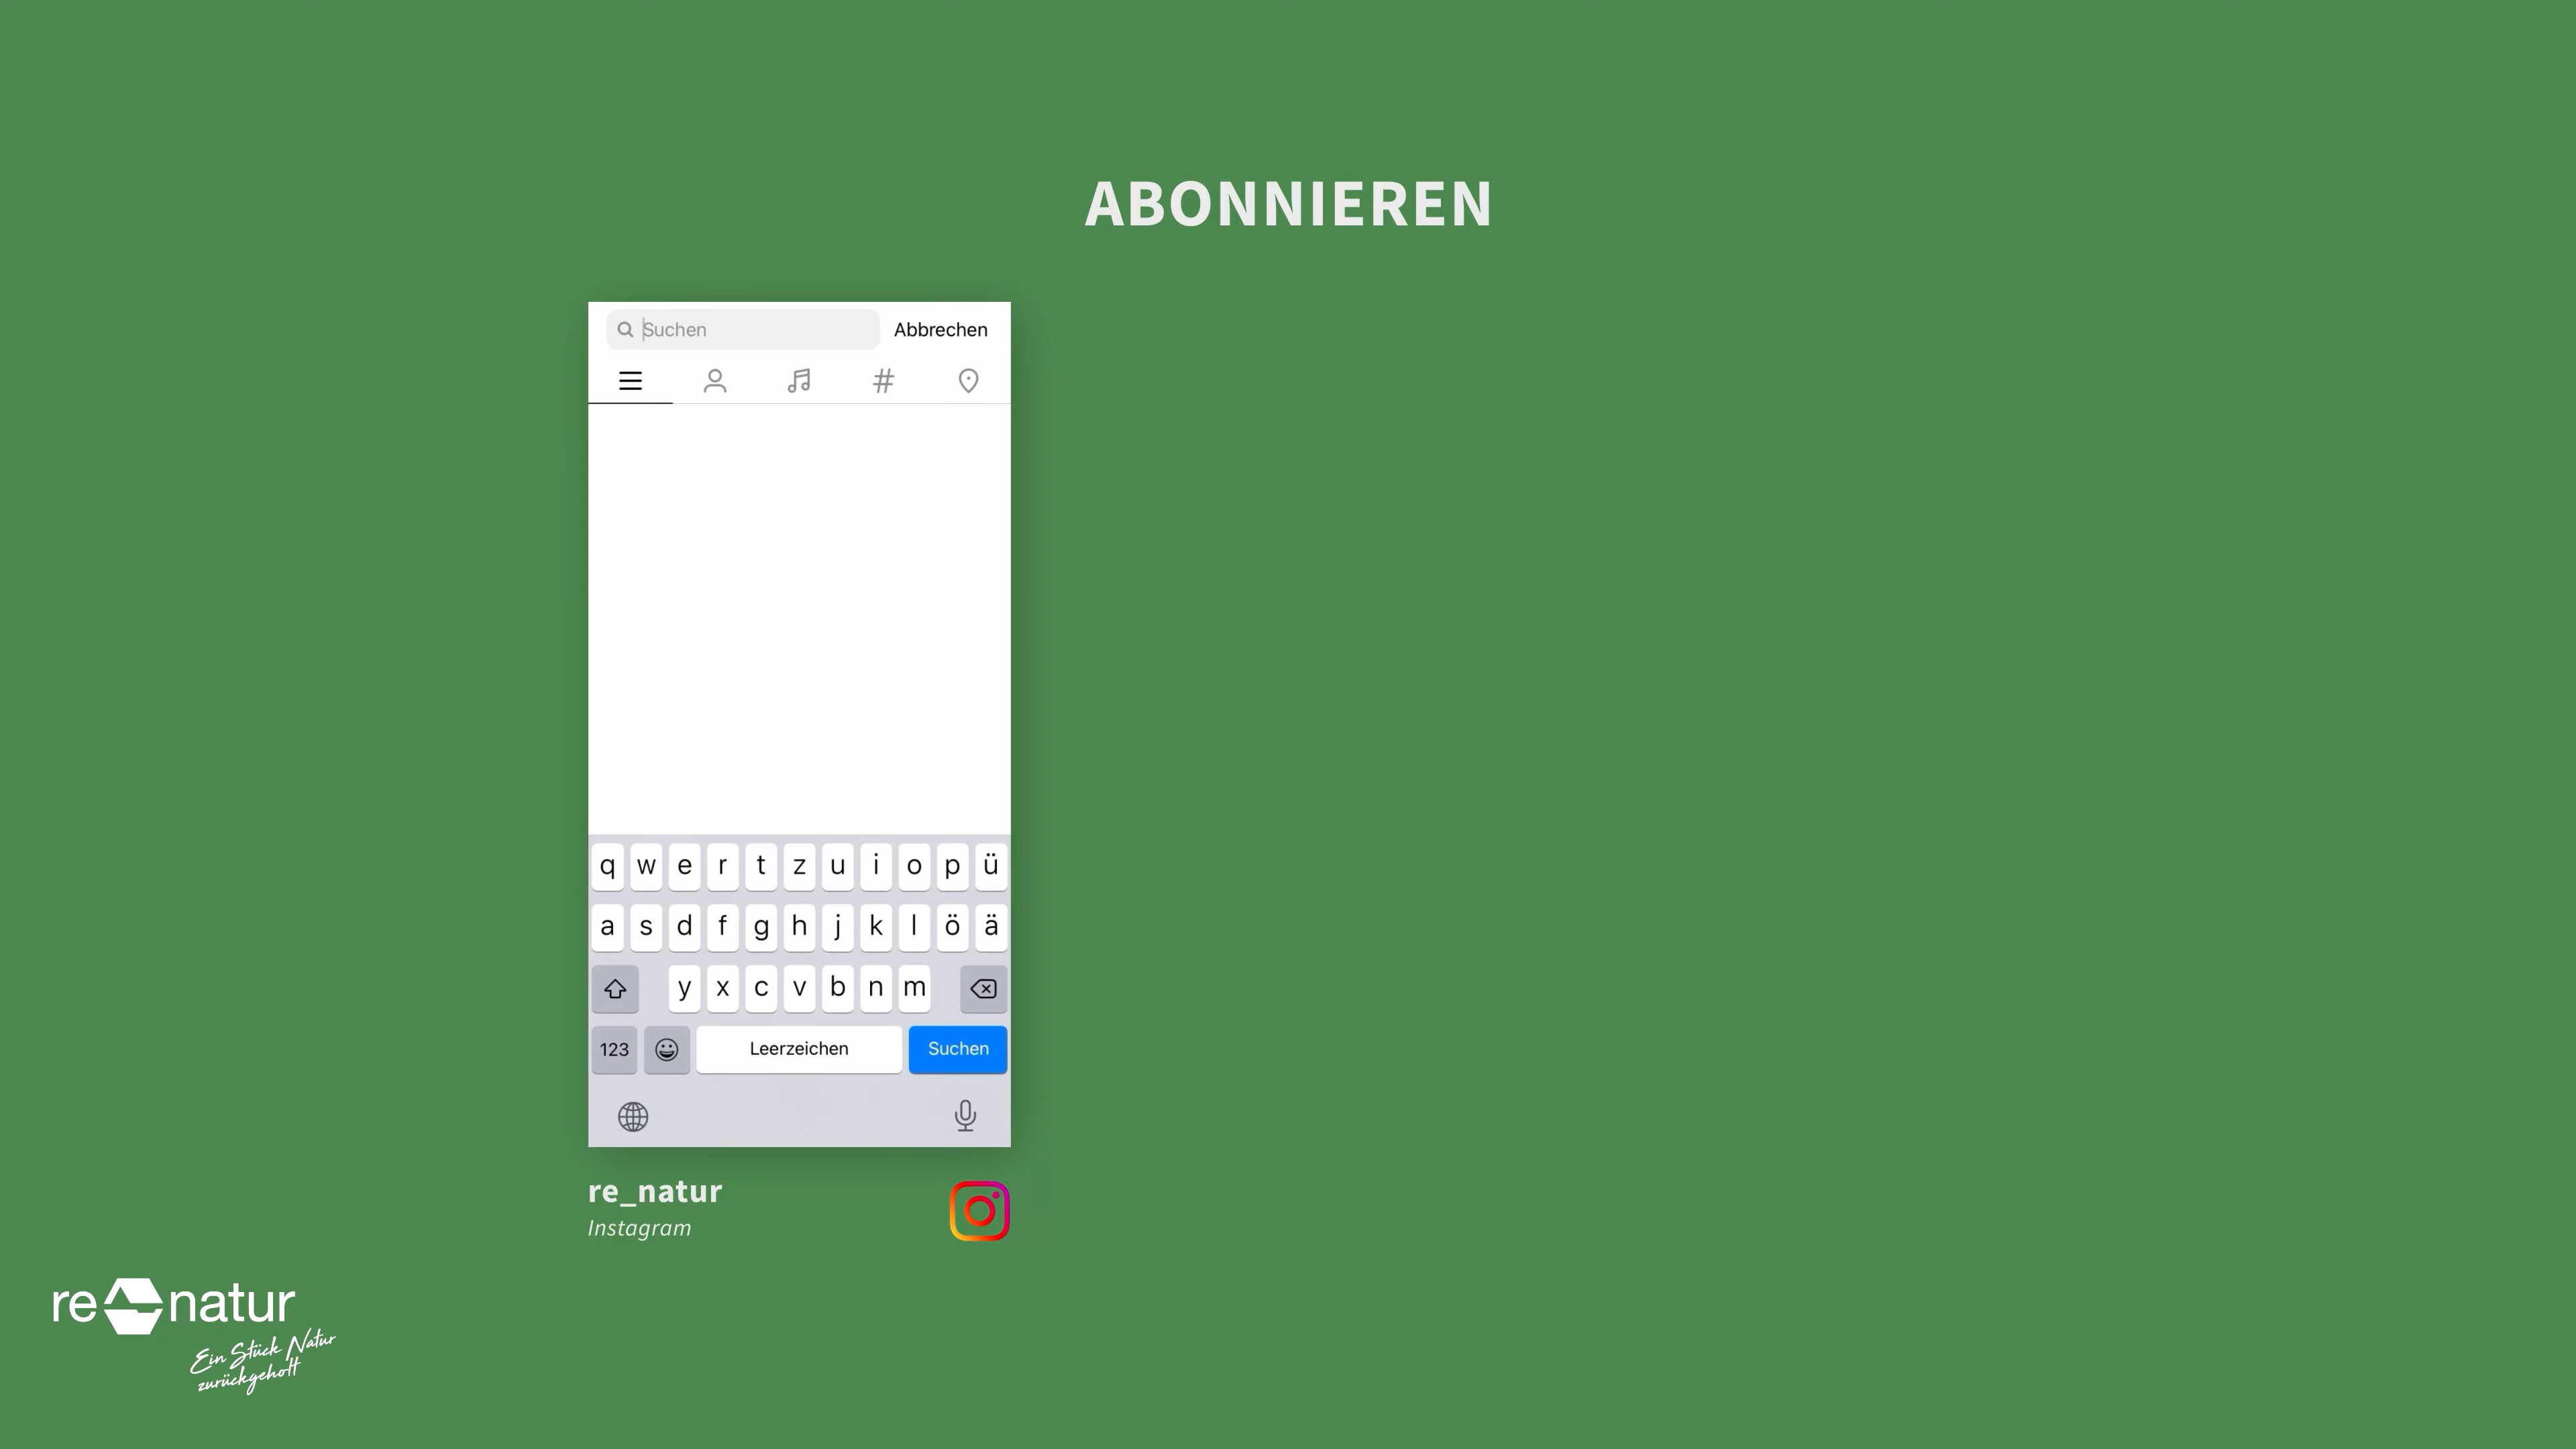 ABONNIEREN
Suchen Abbrechen
#
q w e r t z u i o p ü
a s d f g h j k l ö ä
y x c v b n m
123 Leerzeichen Suchen
re_natur
Instagram
re natur
Ein Stück Natur
zurückgeholt